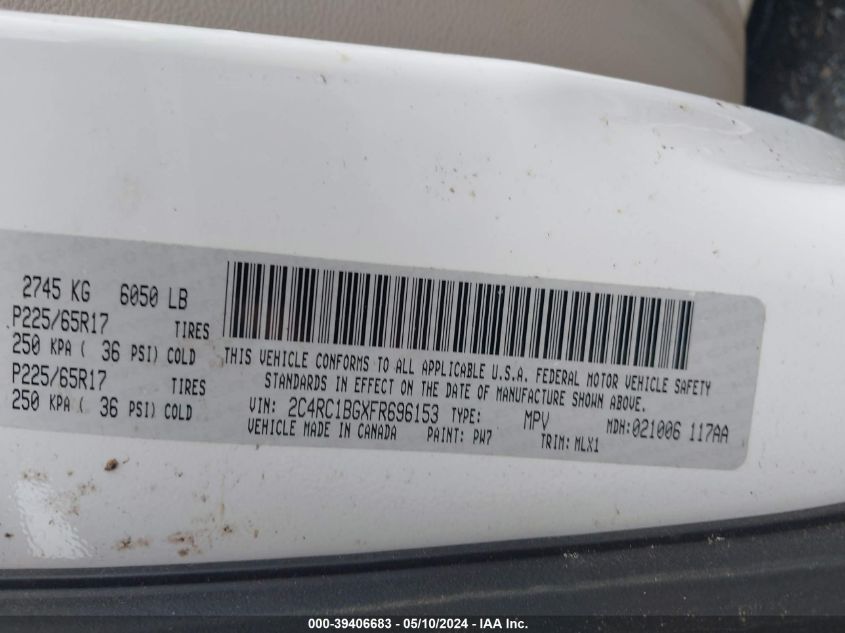 2745 KG 6050 LB
P225/65R17 TIRES
250 KPA ( 36 PSI) COLD
P225/65R17 TIRES
250 KPA ( 36 PSI) COLD
THIS VEHICLE CONFORMS TO ALL APPLICABLE U.S.A. FEDERAL MOTOR VEHICLE SAFETY
STANDARDS IN EFFECT ON THE DATE OF MANUFACTURE SHOWN ABOVE.
VIN: 2C4RC1BGXFR696153 TYPE: MPV MDH:021006 117AA
VEHICLE MADE IN CANADA PAINT: PW7 TRIM: MLX1
000-39406683 - 05/10/2024 - IAA Inc.